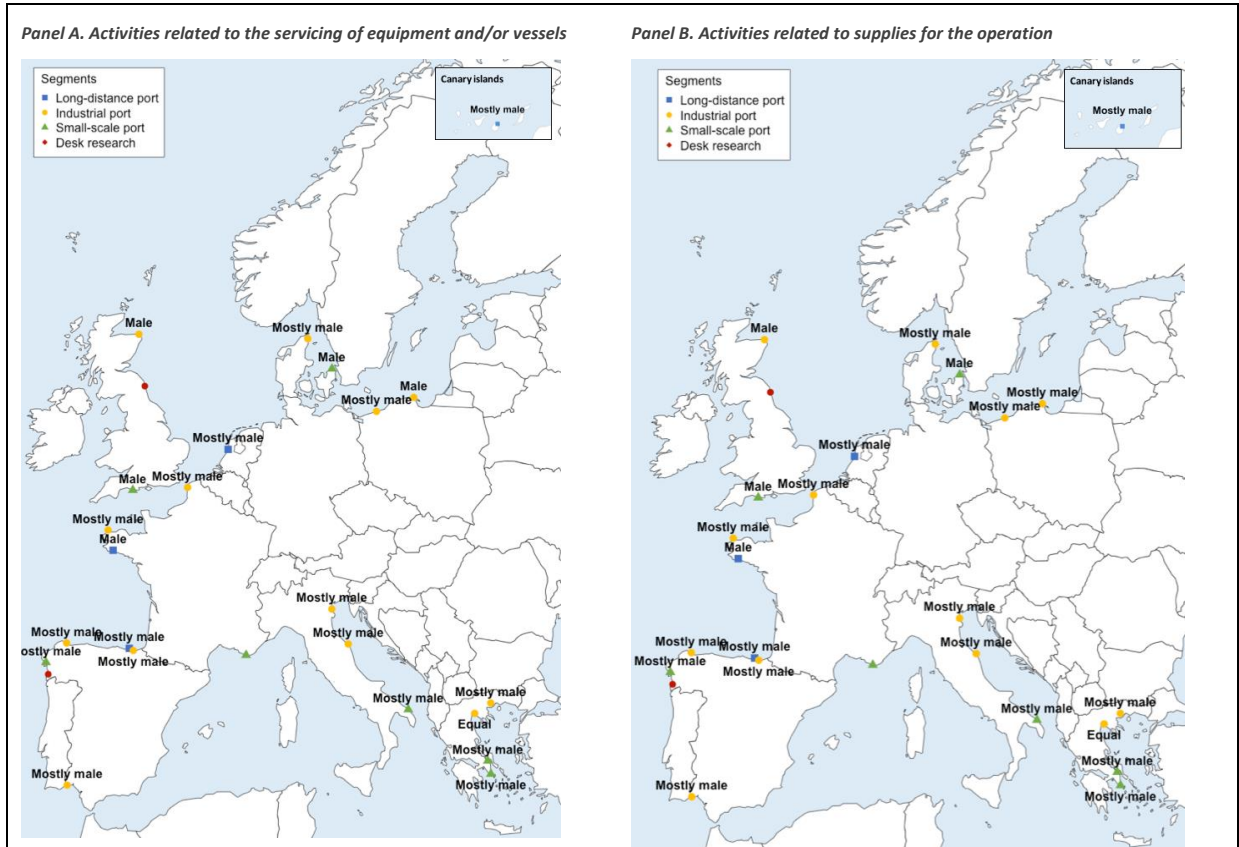 Panel A. Activities related to the servicing of equipment and/or vessels
Segments
Long-distance port
Industrial port
Small-scale port
Desk research
Canary islands
Mostly male
Male
Mostly male
Male
Male
Mostly male
Mostly male
Male
Mostly male
Mostly male
Male
Mostly male
Mostly male
Mostly male
Mostly male
Mostly male
ostly male
Mostly male
Mostly male
Mostly male
Equal
Mostly male
Mostly male
Mostly male
Panel B. Activities related to supplies for the operation
Segments
Long-distance port
Industrial port
Small-scale port
Desk research
Canary islands
Mostly male
Male
Mostly male
Male
Mostly male
Mostly male
Mostly male
Male
Mostly male
Mostly male
Male
Mostly male
Mostly male
Mostly male
Mostly male
Mostly male
Mostly male
Mostly male
Mostly male
Equal
Mostly male
Mostly male
Mostly male